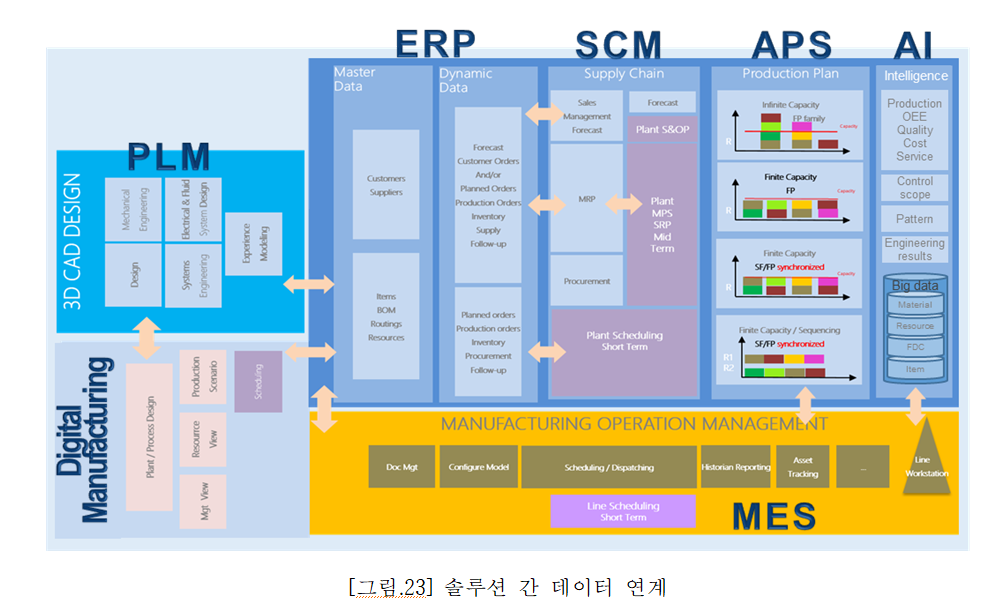 ERP
SCM
APS
AI
Master
Data
Dynamic
Data
Supply Chain
Production Plan
Intelligence
Customers
Suppliers
Items
BOM
Routings
Resources
Forecast
Customer Orders
And/or
Planned Orders
Production Orders
Inventory
Supply
Follow-up
Planned orders
Production orders
Inventory
Procurement
Follow-up
Sales
Management
Forecast
MRP
Procurement
Forecast
Plant S&OP
Plant
MPS
SRP
Mid
Term
Plant Scheduling
Short Term
Infinite Capacity
FP family
Capacity
R
Finite Capacity
FP
Capacity
R
Finite Capacity
SF/FP synchronized
Capacity
R
Finite Capacity / Sequencing
SF/FP synchronized
R1
R2
Production
OEE
Quality
Cost
Service
Control
scope
Pattern
Engineering
results
Big data
Material
Resource
FDC
Item
PLM
3D CAD DESIGN
Mechanical
Engineering
Electrical & Fluid
System Design
Experience
Modeling
Design
Systems
Engineering
Digital
Manufacturing
Plant / Process Design
Production
Scenario
Resource
View
Mgt View
Scheduling
MANUFACTURING OPERATION MANAGEMENT
Doc Mgt
Configure Model
Scheduling / Dispatching
Historian Reporting
Asset
Tracking
...
Line
Workstation
Line Scheduling
Short Term
MES
[그림.23] 솔루션 간 데이터 연계